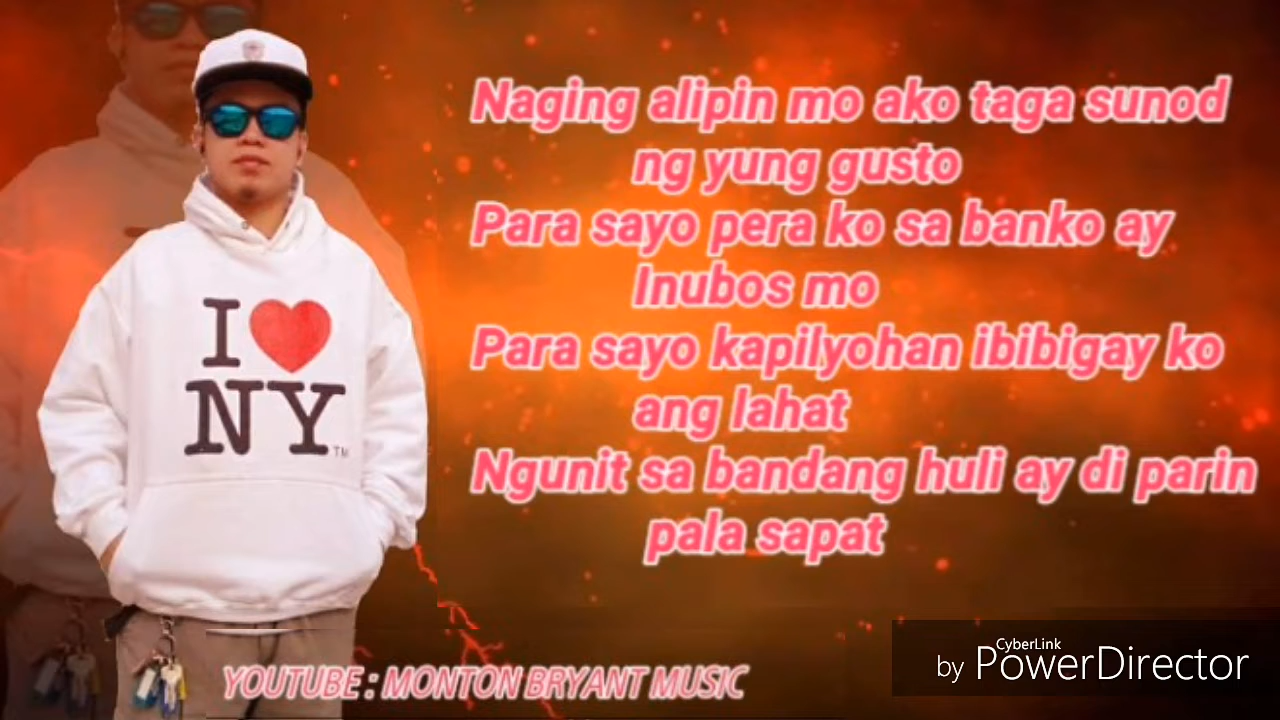 Naging alipin mo ako taga sunod
ng yung gusto
Para sayo pera ko sa banko ay
Inubos mo
Para sayo kapilyohan ibibigay ko
ang lahat
Ngunit sa bandang huli ay di parin
pala sapat
I
NY
TM
YOUTUBE : MONTON BRYANT MUSIC
CyberLink
by PowerDirector